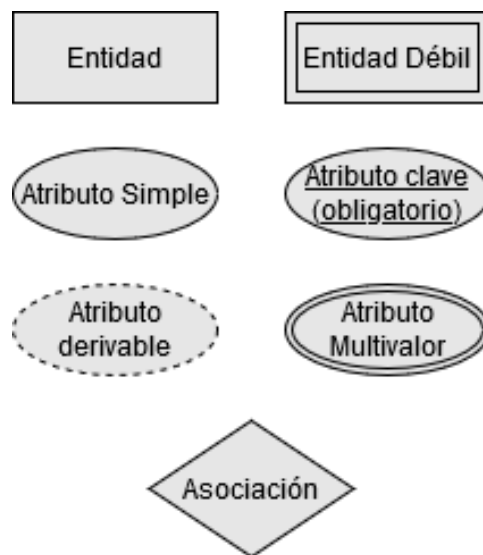 Entidad
Entidad Débil
Atributo Simple
Atributo clave
(obligatorio)
Atributo
derivable
Atributo
Multivalor
Asociación